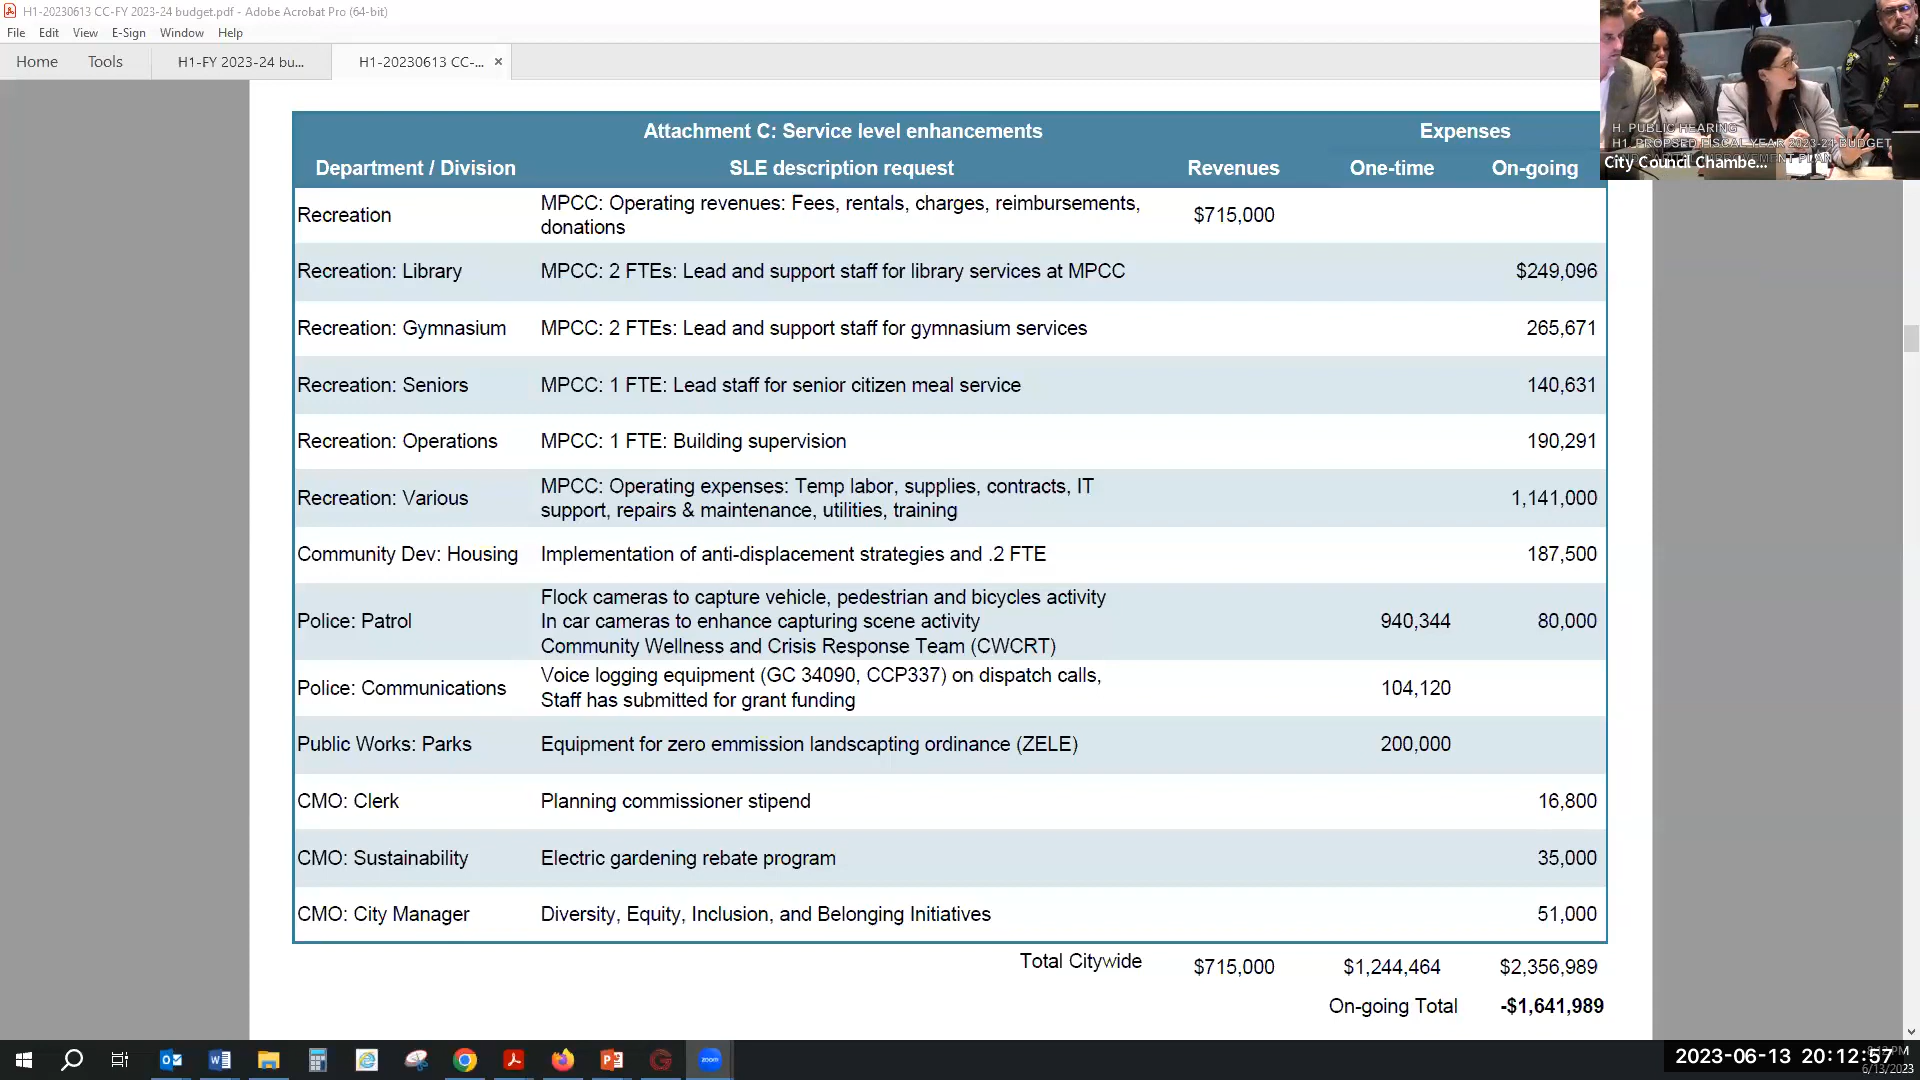 H1-20230613 CC-FY 2023-24 budget.pdf - Adobe Acrobat Pro (64-bit)
File Edit View E-Sign Window Help
Home Tools H1-FY 2023-24 bu... H1-20230613 CC-... ×
H. PUBLIC HEARING
H1. PROPSED FISCAL YEAR 2023-24 BUDGET
City Council Chambe...
Attachment C: Service level enhancements Expenses
Department / Division SLE description request Revenues One-time On-going
Recreation MPCC: Operating revenues: Fees, rentals, charges, reimbursements, $715,000
donations
Recreation: Library MPCC: 2 FTEs: Lead and support staff for library services at MPCC $249,096
Recreation: Gymnasium MPCC: 2 FTEs: Lead and support staff for gymnasium services 265,671
Recreation: Seniors MPCC: 1 FTE: Lead staff for senior citizen meal service 140,631
Recreation: Operations MPCC: 1 FTE: Building supervision 190,291
Recreation: Various MPCC: Operating expenses: Temp labor, supplies, contracts, IT 1,141,000
support, repairs & maintenance, utilities, training
Community Dev: Housing Implementation of anti-displacement strategies and .2 FTE 187,500
Flock cameras to capture vehicle, pedestrian and bicycles activity
Police: Patrol In car cameras to enhance capturing scene activity 940,344 80,000
Community Wellness and Crisis Response Team (CWCRT)
Police: Communications Voice logging equipment (GC 34090, CCP337) on dispatch calls, 104,120
Staff has submitted for grant funding
Public Works: Parks Equipment for zero emmission landscapting ordinance (ZELE) 200,000
CMO: Clerk Planning commissioner stipend 16,800
CMO: Sustainability Electric gardening rebate program 35,000
CMO: City Manager Diversity, Equity, Inclusion, and Belonging Initiatives 51,000
Total Citywide $715,000 $1,244,464 $2,356,989
On-going Total -$1,641,989
zoom
2023-06-13 20:12:57
6/13/2023